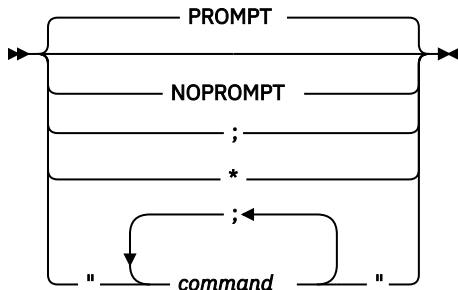 PROMPT
NOPROMPT
;
*
;
" command "